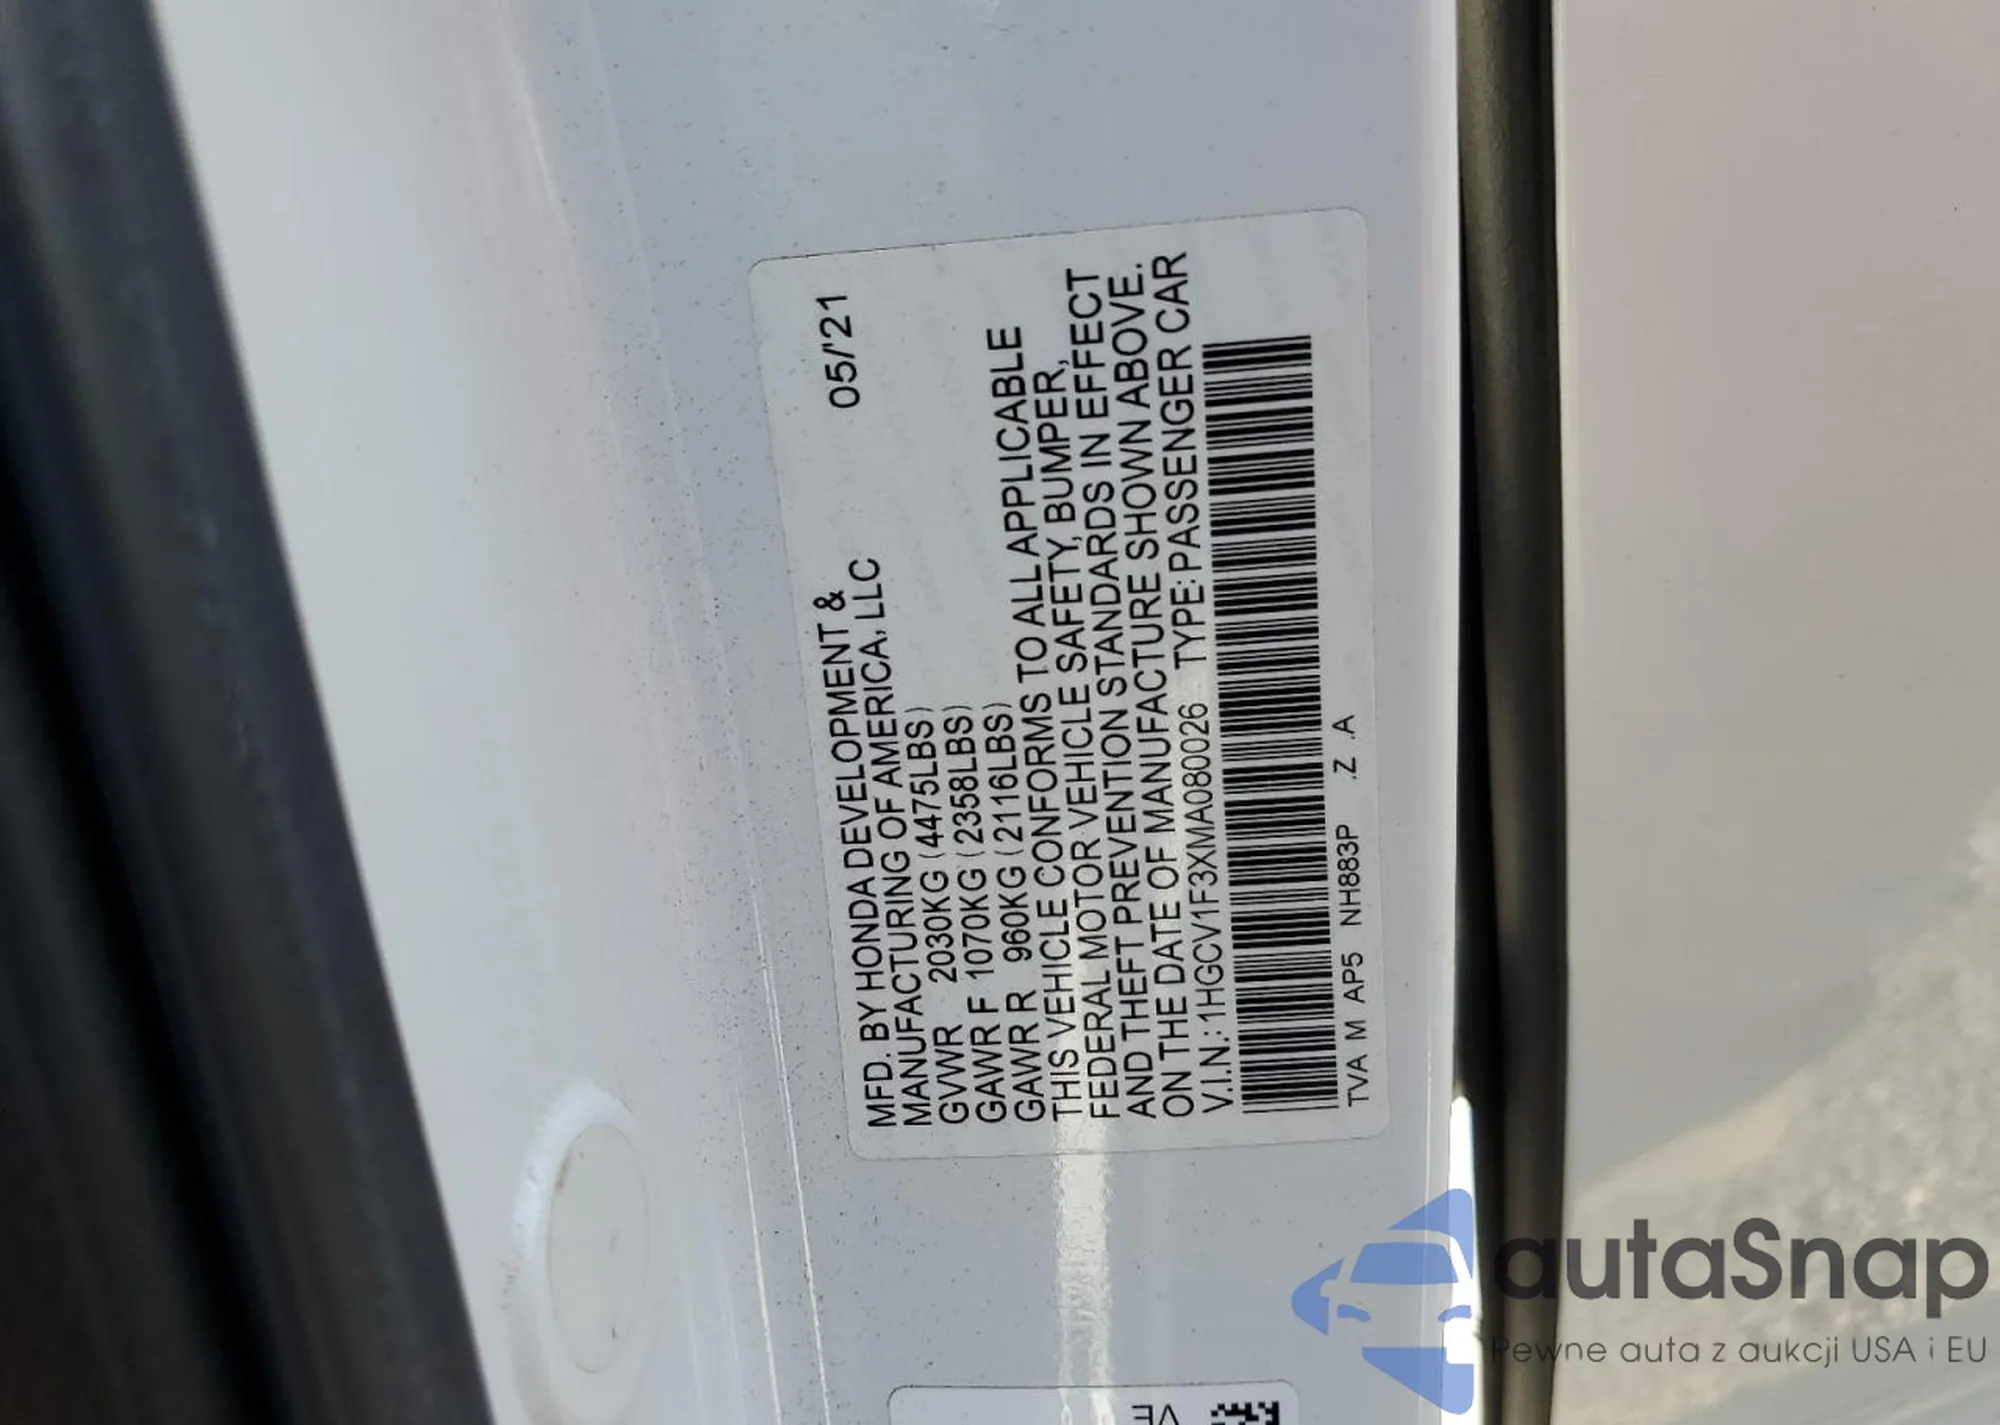 MFD. BY HONDA DEVELOPMENT & 05/'21
MANUFACTURING OF AMERICA, LLC
GVWR 2030KG (4475LBS)
GAWR F 1070KG (2358LBS)
GAWR R 960KG (2116LBS)
THIS VEHICLE CONFORMS TO ALL APPLICABLE
FEDERAL MOTOR VEHICLE SAFETY, BUMPER,
AND THEFT PREVENTION STANDARDS IN EFFECT
ON THE DATE OF MANUFACTURE SHOWN ABOVE.
V.I.N.: 1HGCV1F3XMA080026 TYPE: PASSENGER CAR
TVA M AP5 NH883P .Z .A
VE
autaSnap
Pewne auta z aukcji USA i EU